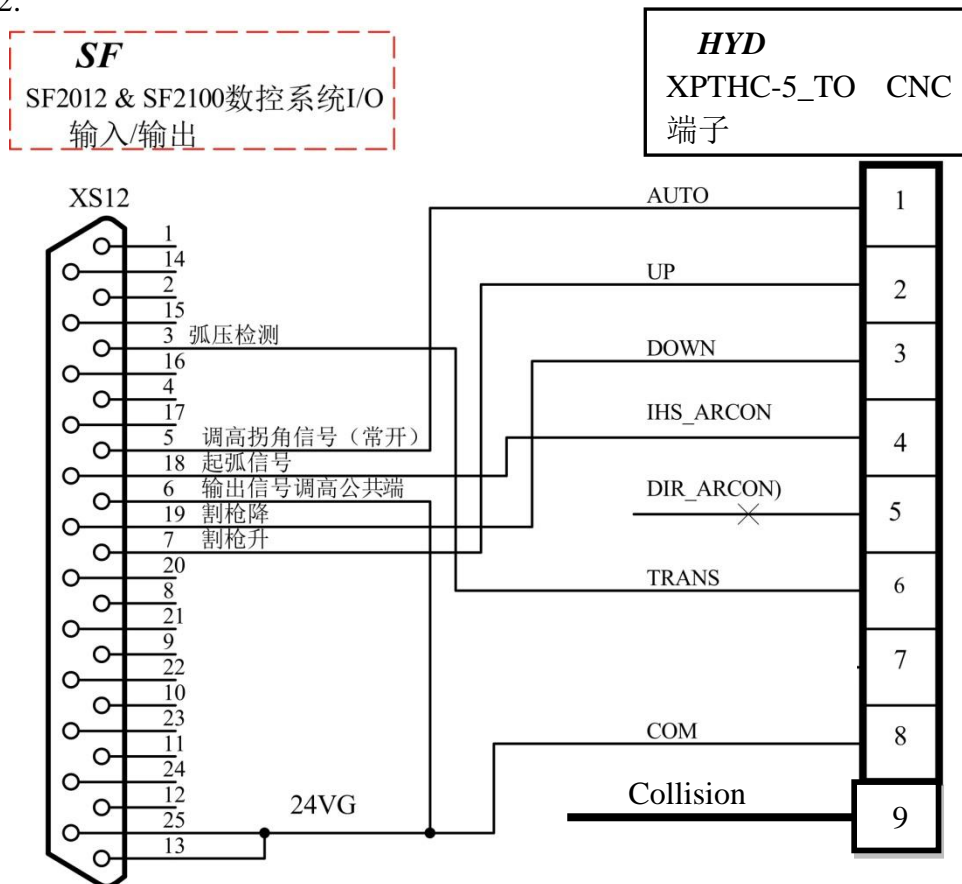 2.
SF
SF2012 & SF2100数控系统I/O
输入/输出
HYD
XPTHC-5_TO CNC
端子
XS12
1
14
2
15
3 弧压检测
16
4
17
5 调高拐角信号（常开）
18 起弧信号
6 输出信号调高公共端
19 割枪降
7 割枪升
20
8
21
9
22
10
23
11
24
12
25
13
24VG
AUTO 1
UP 2
DOWN 3
IHS_ARCON 4
DIR_ARCON) 5
TRANS 6
7
COM 8
Collision 9